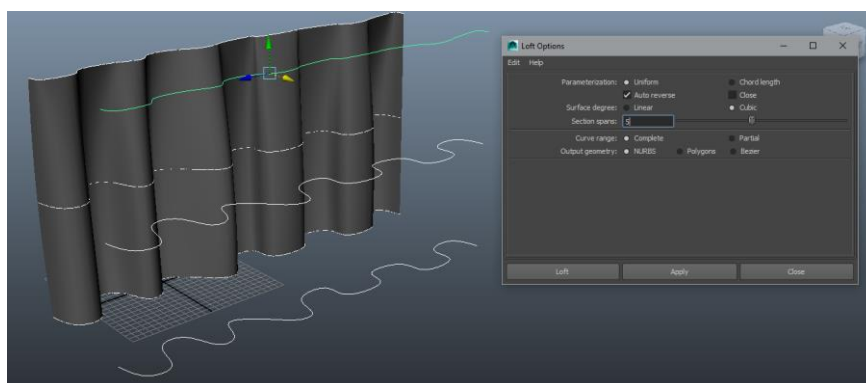 Loft Options
Edit Help
Parameterization: Uniform Chord length
Auto reverse Close
Surface degree: Linear Cubic
Section spans: 5
Curve range: Complete Partial
Output geometry: NURBS Polygons Bezier
Loft Apply Close